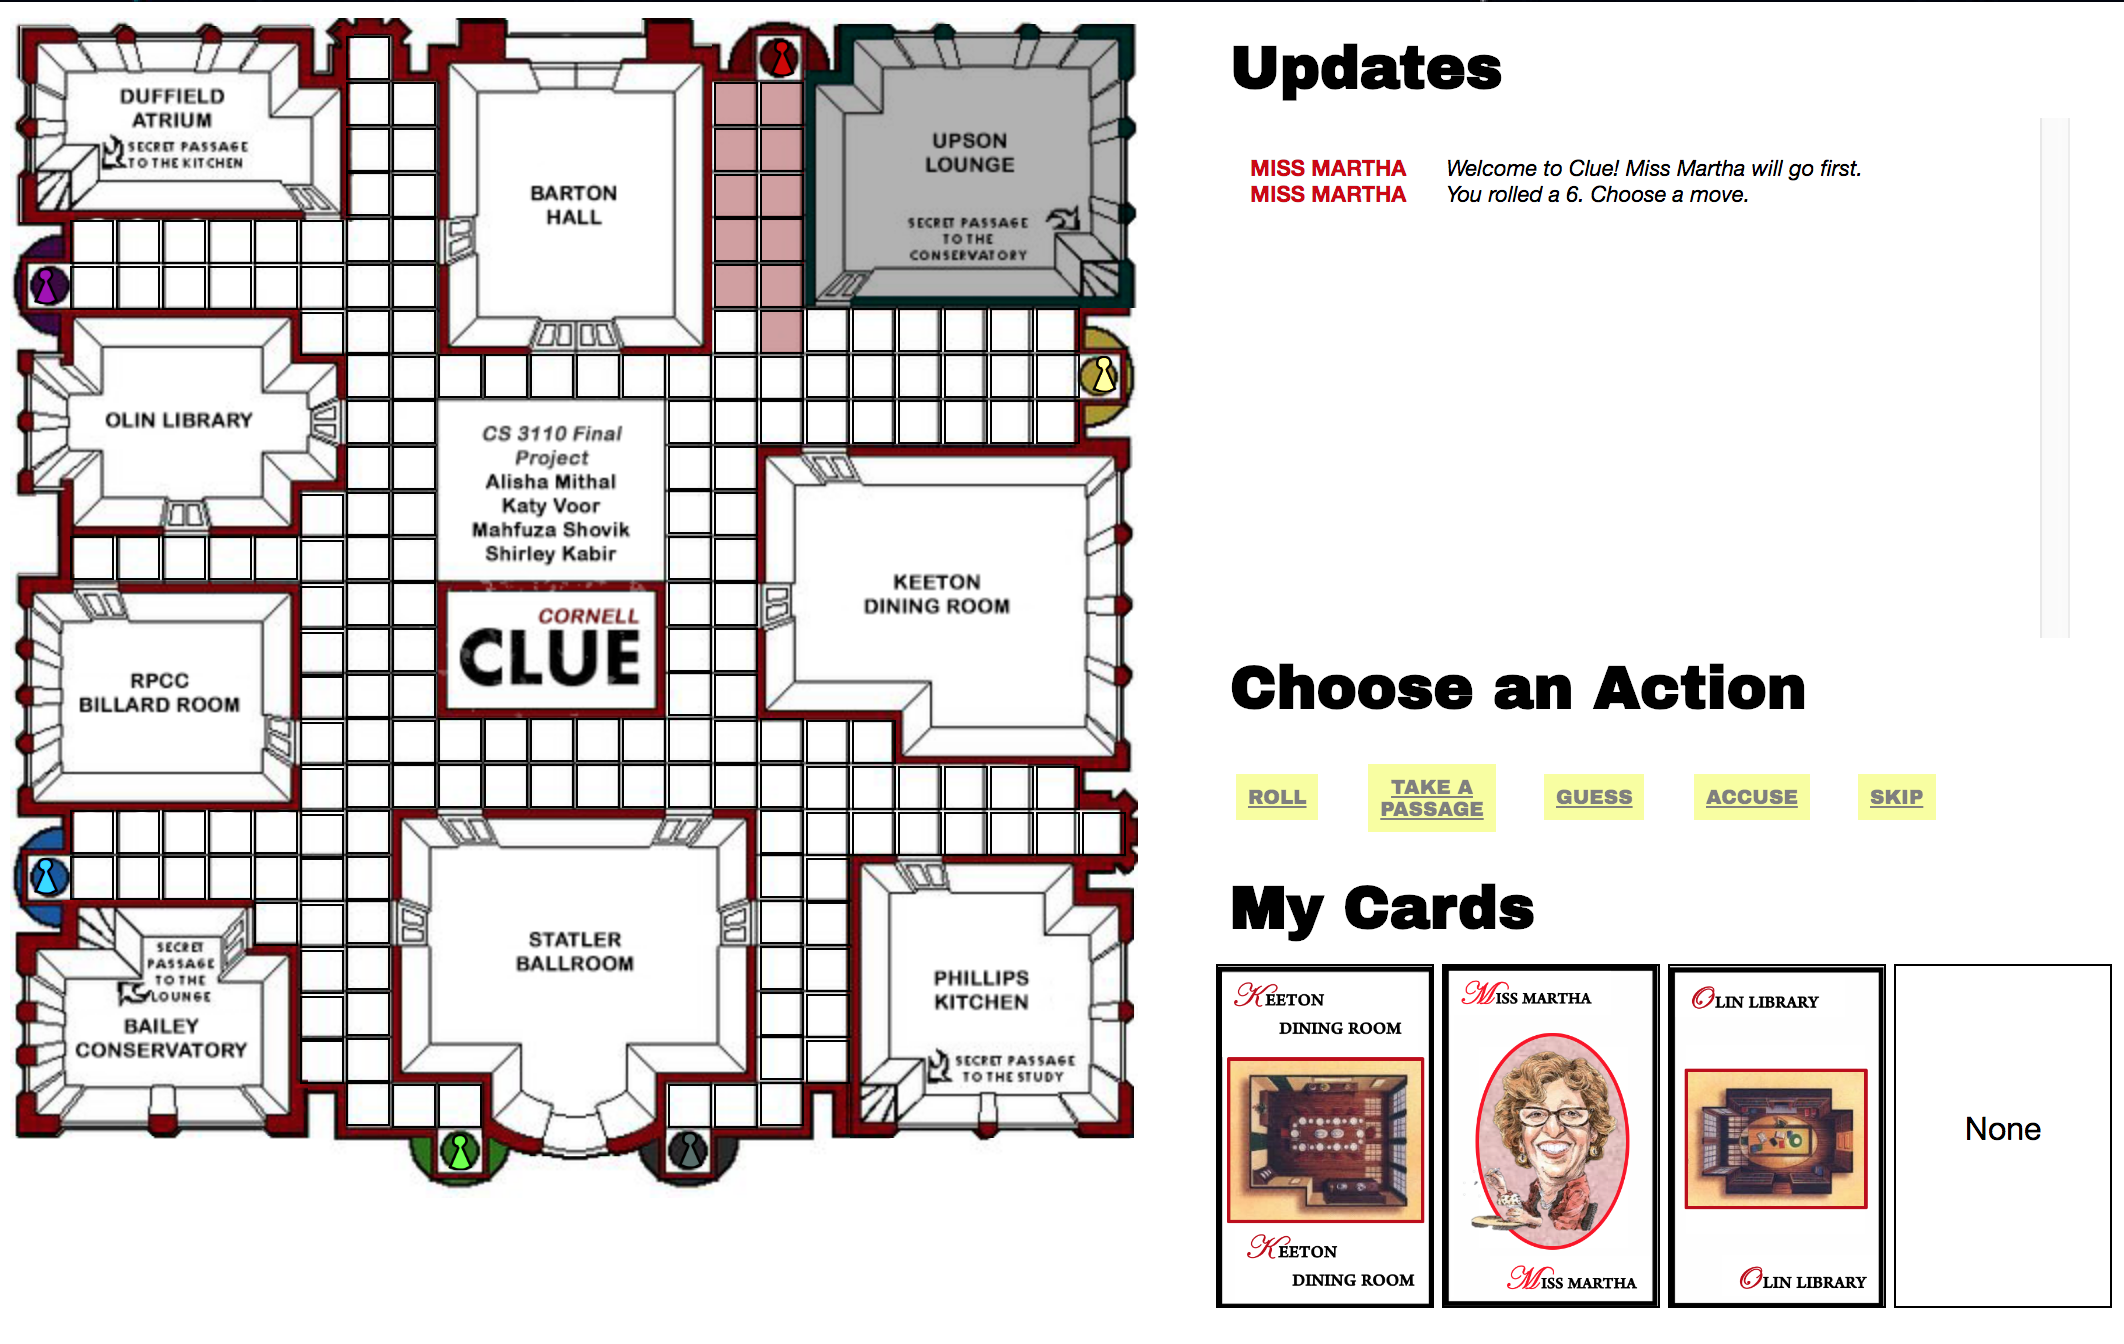 DUFFIELD
ATRIUM
SECRET PASSAGE
TO THE KITCHEN
BARTON
HALL
UPSON
LOUNGE
SECRET PASSAGE
TO THE
CONSERVATORY
OLIN LIBRARY
CS 3110 Final
Project
Alisha Mithal
Katy Voor
Mahfuza Shovik
Shirley Kabir
CORNELL
CLUE
KEETON
DINING ROOM
RPCC
BILLARD ROOM
SECRET
PASSAGE
TO THE
LOUNGE
BAILEY
CONSERVATORY
STATLER
BALLROOM
PHILLIPS
KITCHEN
SECRET PASSAGE
TO THE STUDY
Updates
MISS MARTHA Welcome to Clue! Miss Martha will go first.
MISS MARTHA You rolled a 6. Choose a move.
Choose an Action
ROLL
TAKE A
PASSAGE
GUESS
ACCUSE
SKIP
My Cards
KEETON
DINING ROOM
KEETON
DINING ROOM
MISS MARTHA
MISS MARTHA
OLIN LIBRARY
OLIN LIBRARY
None